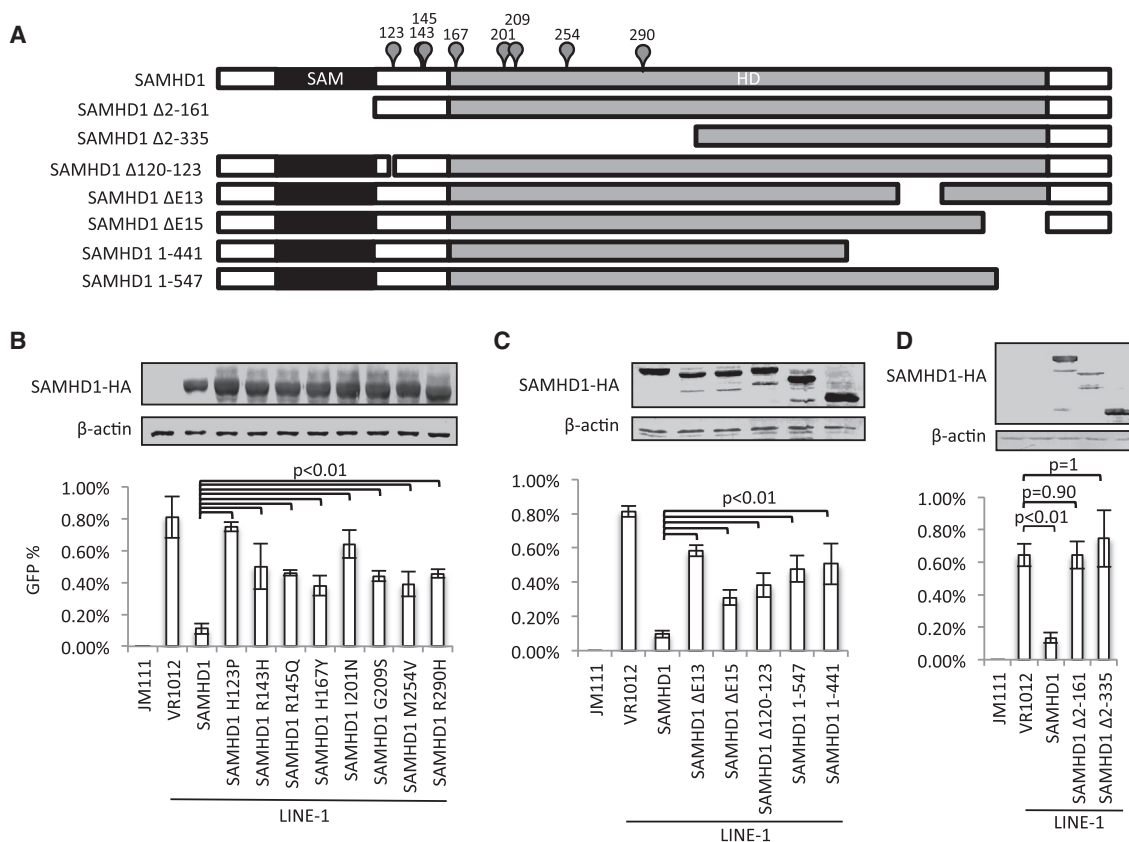 A
145 209
123 143 167 201 254 290
SAMHD1 SAM HD
SAMHD1 Δ2-161
SAMHD1 Δ2-335
SAMHD1 Δ120-123
SAMHD1 ΔE13
SAMHD1 ΔE15
SAMHD1 1-441
SAMHD1 1-547
B
SAMHD1-HA
β-actin
p<0.01
GFP %
1.00%
0.80%
0.60%
0.40%
0.20%
0.00%
JM111
VR1012
SAMHD1
SAMHD1 H123P
SAMHD1 R143H
SAMHD1 R145Q
SAMHD1 H167Y
SAMHD1 I201N
SAMHD1 G209S
SAMHD1 M254V
SAMHD1 R290H
LINE-1
C
SAMHD1-HA
β-actin
p<0.01
1.00%
0.80%
0.60%
0.40%
0.20%
0.00%
JM111
VR1012
SAMHD1
SAMHD1 ΔE13
SAMHD1 ΔE15
SAMHD1 Δ120-123
SAMHD1 1-547
SAMHD1 1-441
LINE-1
D
SAMHD1-HA
β-actin
p=1
p=0.90
p<0.01
1.00%
0.80%
0.60%
0.40%
0.20%
0.00%
JM111
VR1012
SAMHD1
SAMHD1 Δ2-161
SAMHD1 Δ2-335
LINE-1